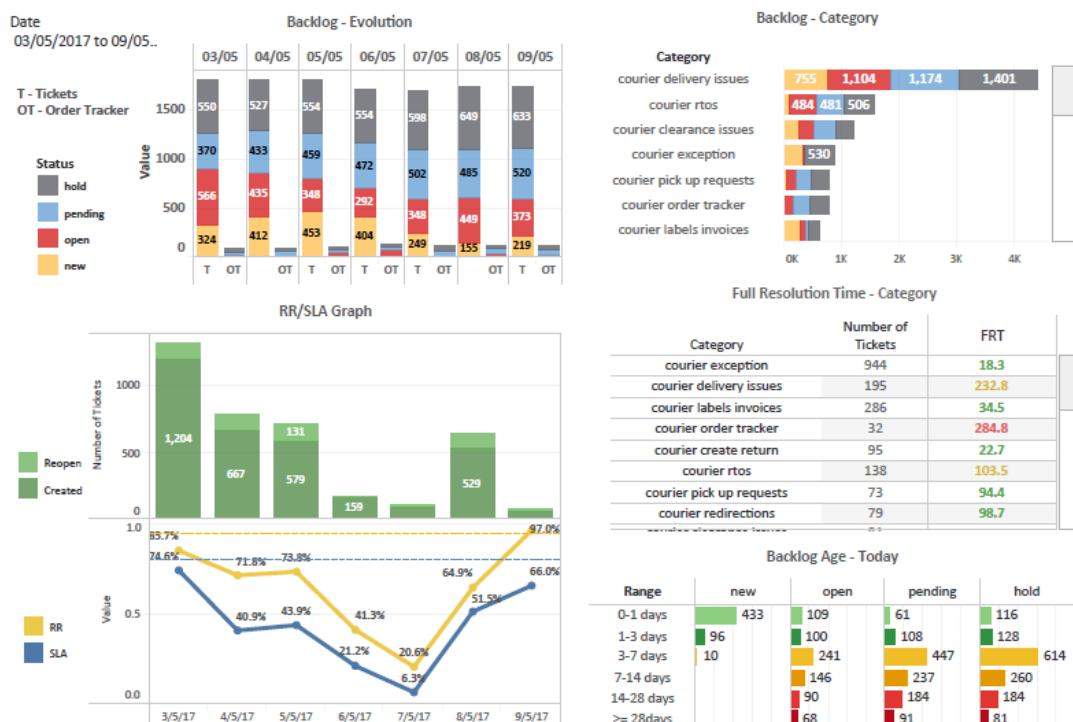 Date
03/05/2017 to 09/05..
T - Tickets
OT - Order Tracker
Status
hold
pending
open
new
Backlog - Evolution
03/05 04/05 05/05 06/05 07/05 08/05 09/05
Value
1500
1000
500
0
550 527 554 554 598 649 633
370 433 459 472 502 485 520
566 435 348 292 348 449 373
324 412 453 404 249 155 219
T OT OT T OT T OT T OT OT T OT
Backlog - Category
Category
courier delivery issues 755 1,104 1,174 1,401
courier rtos 484 481 506
courier clearance issues
courier exception 530
courier pick up requests
courier order tracker
courier labels invoices
0K 1K 2K 3K 4K
RR/SLA Graph
Number of Tickets
1000
500
0
1,204 667 131 579 159 529
Reopen
Created
Value
1.0
0.5
0.0
71.8% 73.8% 41.3% 20.6% 64.9% 97.0%
74.6% 40.9% 43.9% 21.2% 6.3% 51.5% 66.0%
RR
SLA
3/5/17 4/5/17 5/5/17 6/5/17 7/5/17 8/5/17 9/5/17
Full Resolution Time - Category
Category Number of Tickets FRT
courier exception 944 18.3
courier delivery issues 195 232.8
courier labels invoices 286 34.5
courier order tracker 32 284.8
courier create return 95 22.7
courier rtos 138 103.5
courier pick up requests 73 94.4
courier redirections 79 98.7
Backlog Age - Today
Range new open pending hold
0-1 days 433 109 61 116
1-3 days 96 100 108 128
3-7 days 10 241 447 614
7-14 days 146 237 260
14-28 days 90 184 184
>= 28days 68 91 81